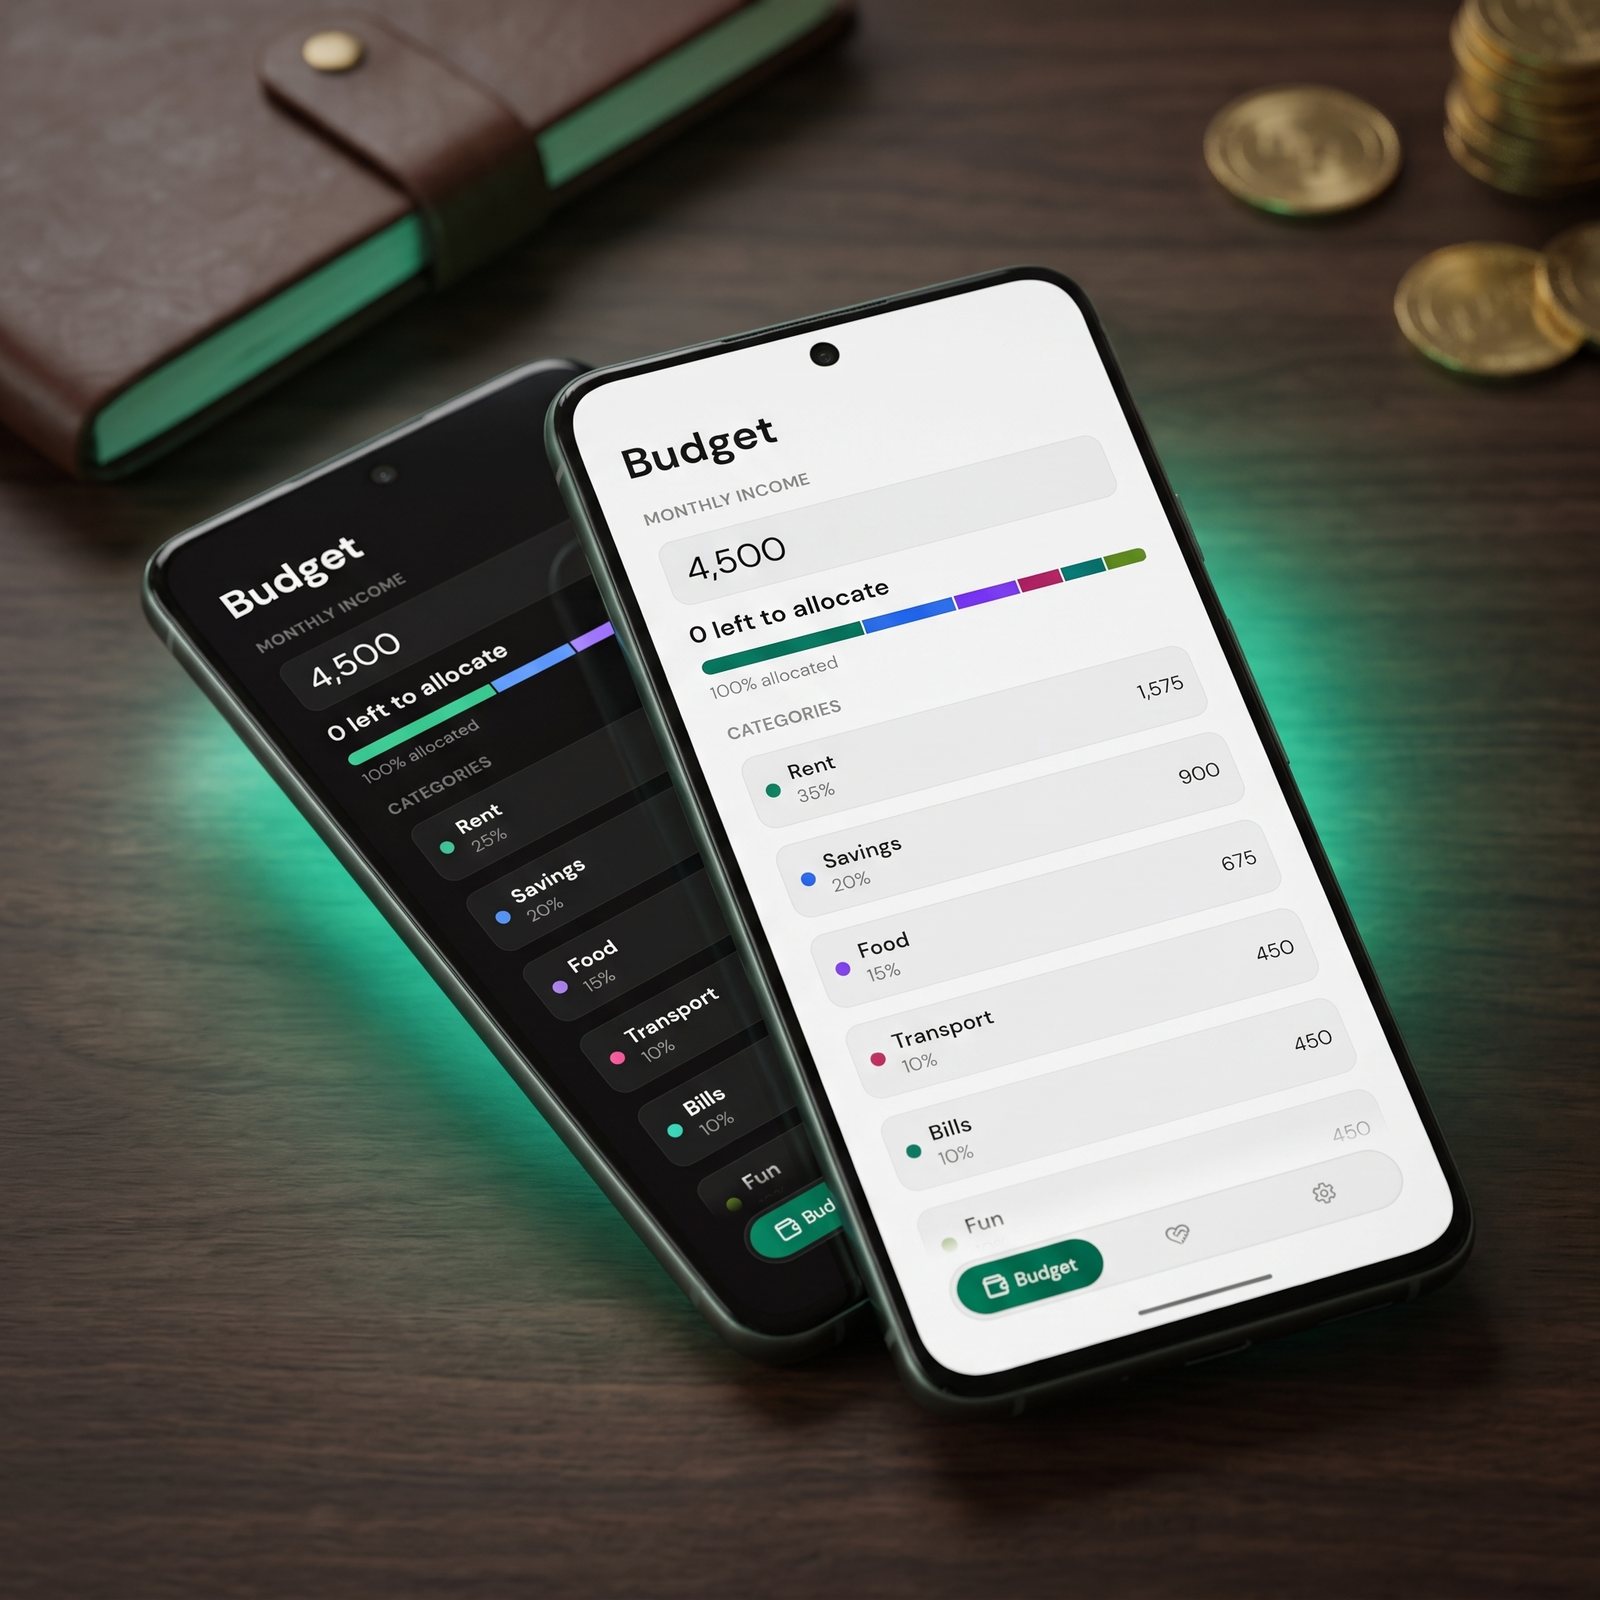 Budget
MONTHLY INCOME
4,500
0 left to allocate
100% allocated
CATEGORIES
Rent
25%
Savings
20%
Food
15%
Transport
10%
Bills
10%
Fun
Bud
Budget
MONTHLY INCOME
4,500
0 left to allocate
100% allocated
CATEGORIES
Rent
35%
1,575
Savings
20%
900
Food
15%
675
Transport
10%
450
Bills
10%
450
Fun
450
Budget